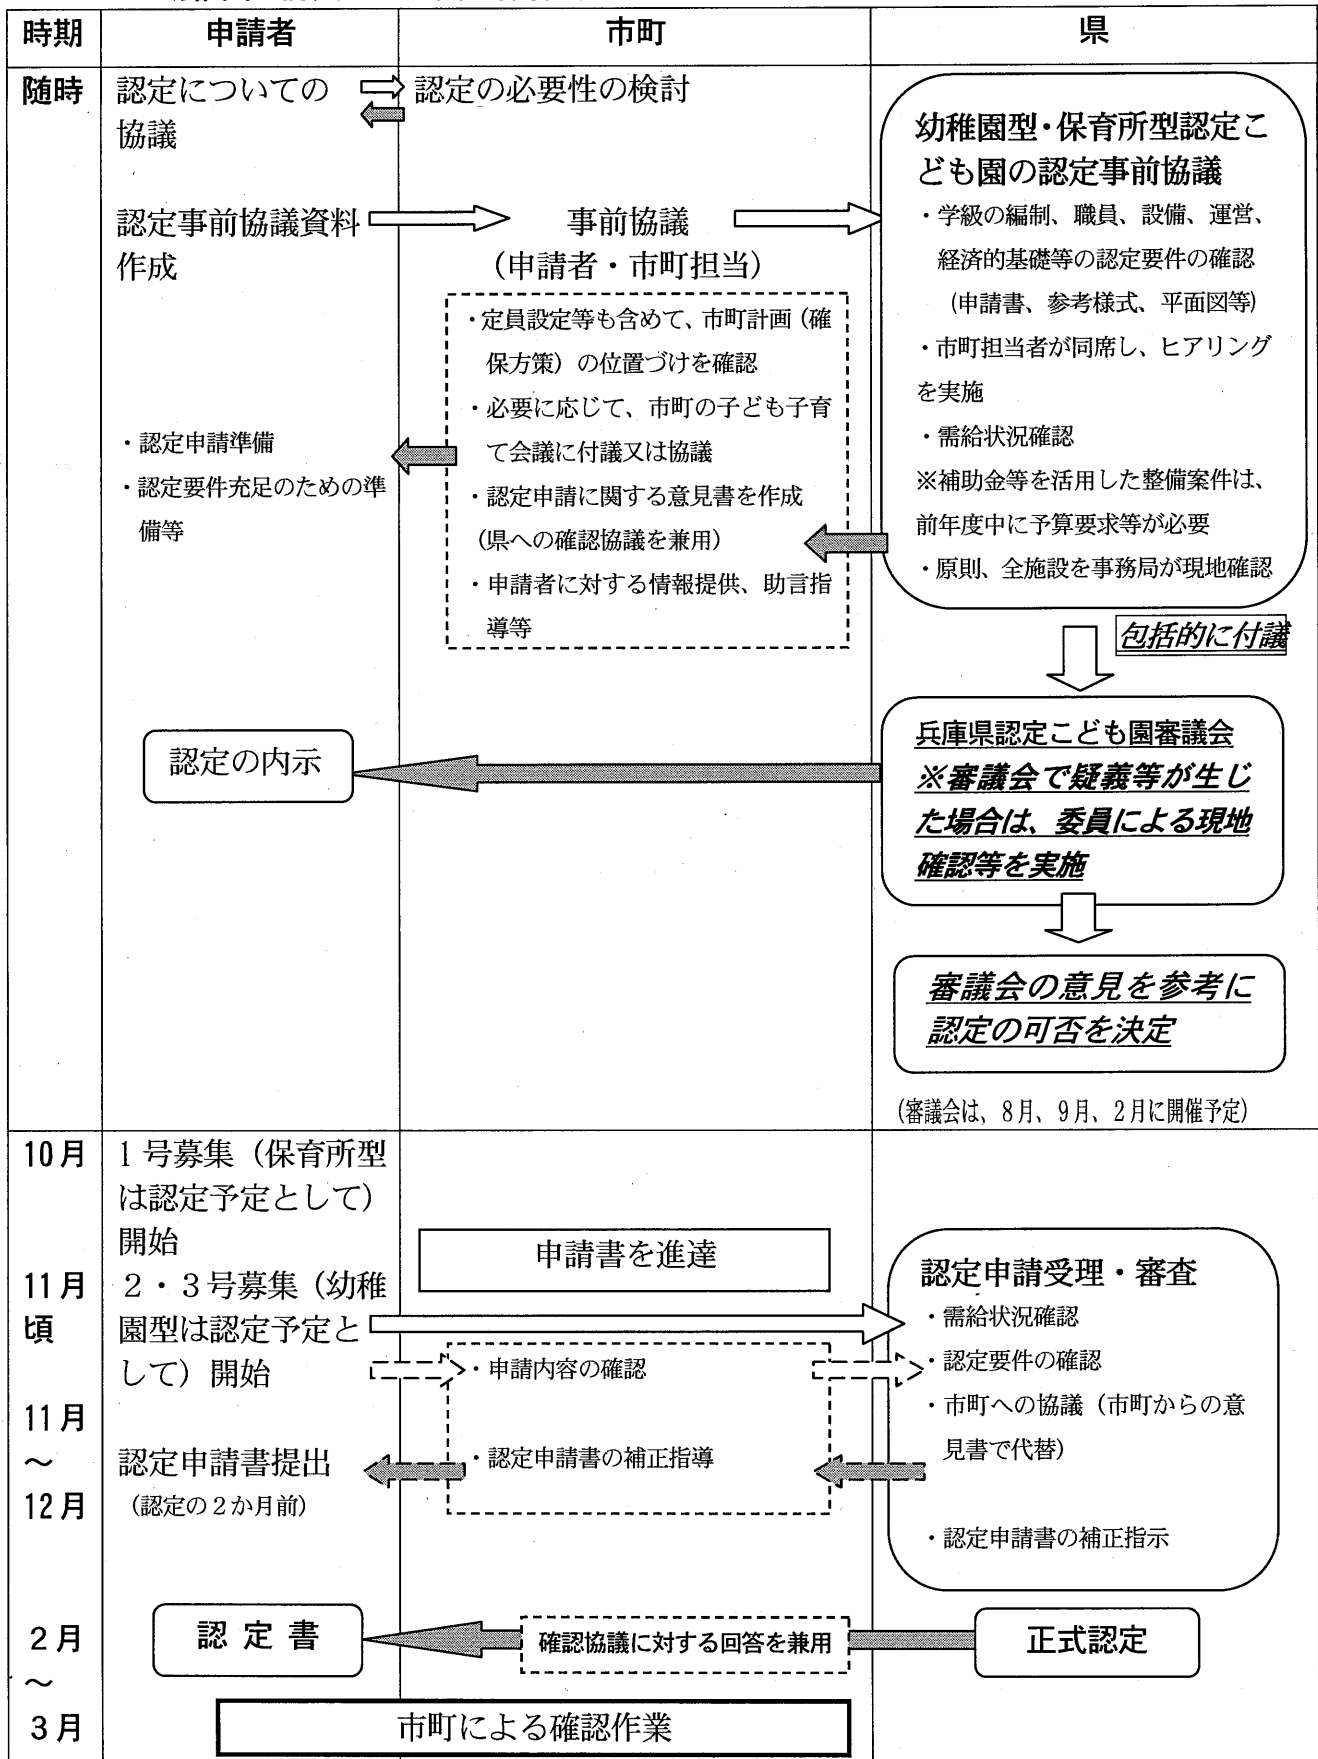 時期
申請者
市町
県
随時
認定についての
協議
認定の必要性の検討
認定事前協議資料
作成
事前協議
（申請者・市町担当）
・定員設定等も含めて、市町計画（確
保方策）の位置づけを確認
・必要に応じて、市町の子ども子育
て会議に付議又は協議
・認定申請に関する意見書を作成
（県への確認協議を兼用）
・申請者に対する情報提供、助言指
導等
・認定申請準備
・認定要件充足のための準
備等
幼稚園型・保育所型認定こ
ども園の認定事前協議
・学級の編制、職員、設備、運営、
経済的基礎等の認定要件の確認
（申請書、参考様式、平面図等）
・市町担当者が同席し、ヒアリング
を実施
・需給状況確認
※補助金等を活用した整備案件は、
前年度中に予算要求等が必要
・原則、全施設を事務局が現地確認
包括的に付議
認定の内示
兵庫県認定こども園審議会
※審議会で疑義等が生じ
た場合は、委員による現地
確認等を実施
審議会の意見を参考に
認定の可否を決定
（審議会は、8月、9月、2月に開催予定）
10月
１号募集（保育所型
は認定予定として）
開始
11月
頃
２・３号募集（幼稚
園型は認定予定と
して）開始
申請書を進達
・申請内容の確認
・認定申請書の補正指導
認定申請受理・審査
・需給状況確認
・認定要件の確認
・市町への協議（市町からの意
見書で代替）
・認定申請書の補正指示
11月
～
12月
認定申請書提出
（認定の２か月前）
2月
～
3月
認定書
確認協議に対する回答を兼用
正式認定
市町による確認作業